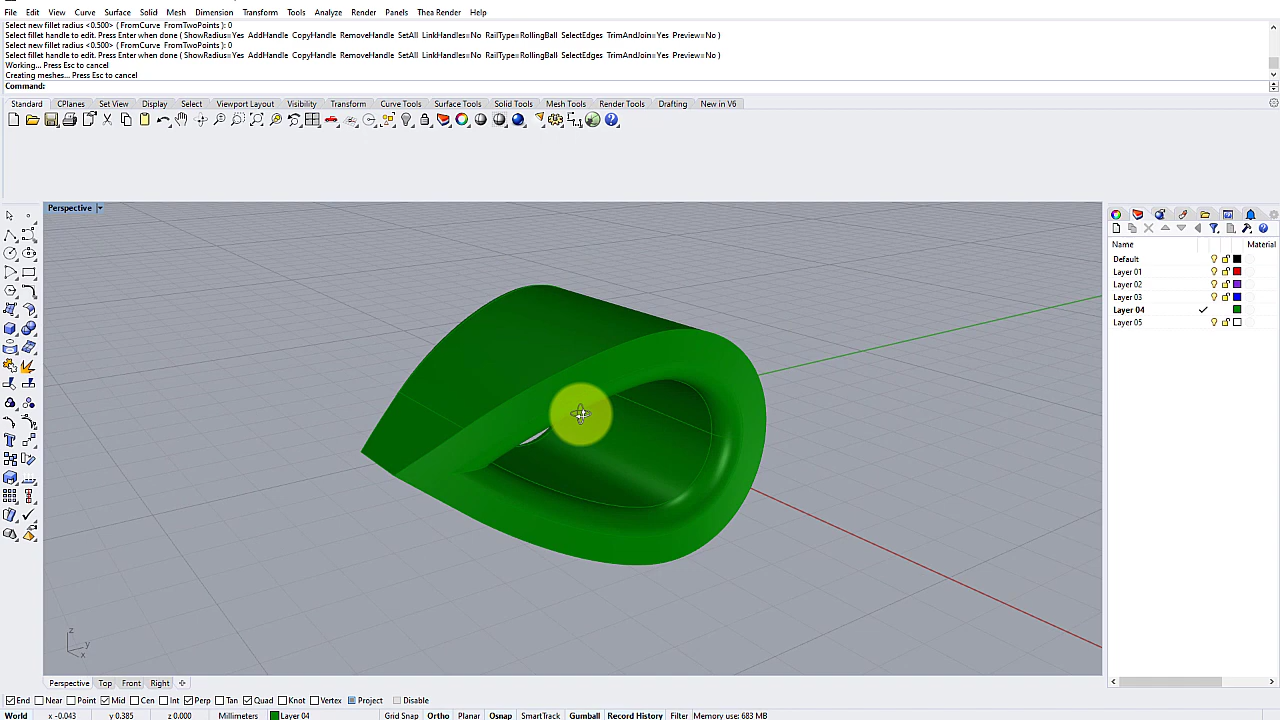 File Edit View Curve Surface Solid Mesh Dimension Transform Tools Analyze Render Panels Thea Render Help
Select new fillet radius <0.500> ( FromCurve FromTwoPoints ): 0
Select fillet handle to edit. Press Enter when done ( ShowRadius=Yes AddHandle CopyHandle RemoveHandle SetAll LinkHandles=No RailType=RollingBall SelectEdges TrimAndJoin=Yes Preview=No )
Select new fillet radius <0.500> ( FromCurve FromTwoPoints ): 0
Select fillet handle to edit. Press Enter when done ( ShowRadius=Yes AddHandle CopyHandle RemoveHandle SetAll LinkHandles=No RailType=RollingBall SelectEdges TrimAndJoin=Yes Preview=No )
Working... Press Esc to cancel
Creating meshes... Press Esc to cancel
Command:
Standard CPlanes Set View Display Select Viewport Layout Visibility Transform Curve Tools Surface Tools Solid Tools Mesh Tools Render Tools Drafting New in V6
Perspective
Name Material
Default
Layer 01
Layer 02
Layer 03
Layer 04
Layer 05
z
y
x
Perspective Top Front Right
End Near Point Mid Cen Int Perp Tan Quad Knot Vertex Project Disable
World x -0.043 y 0.385 z 0.000 Millimeters Layer 04 Grid Snap Ortho Planar Osnap SmartTrack Gumball Record History Filter Memory use: 683 MB